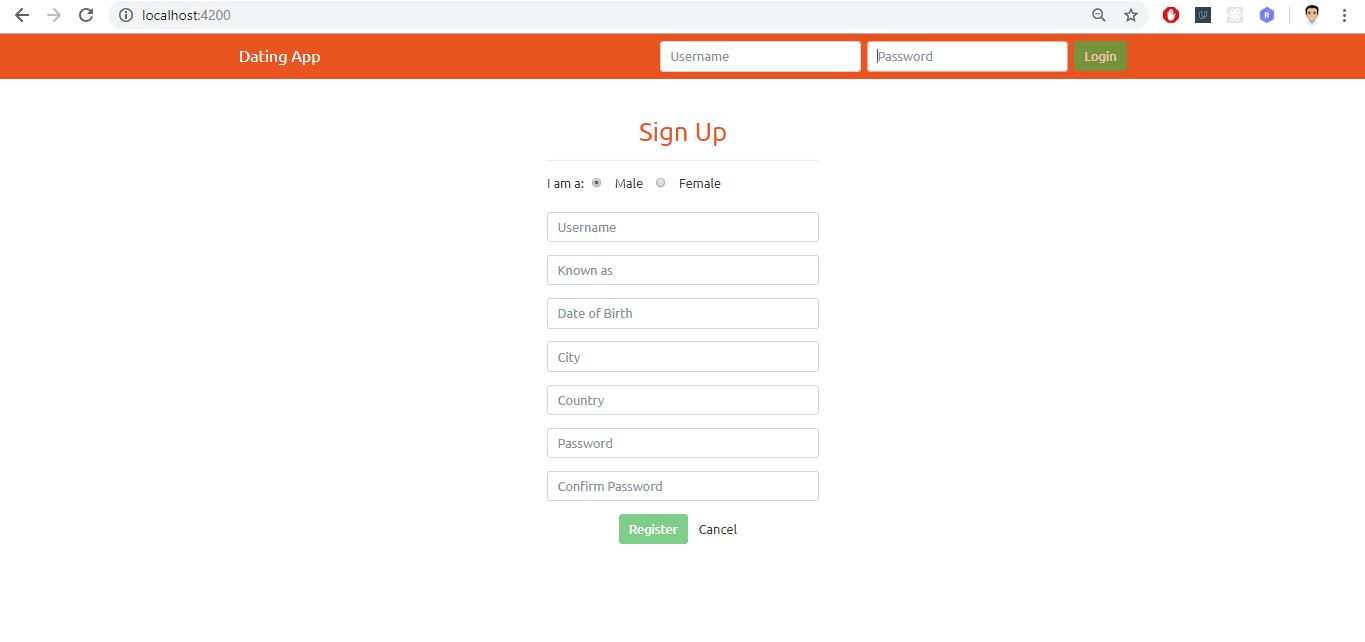 localhost:4200
Dating App Username Password Login
Sign Up
I am a: Male Female
Username
Known as
Date of Birth
City
Country
Password
Confirm Password
Register Cancel